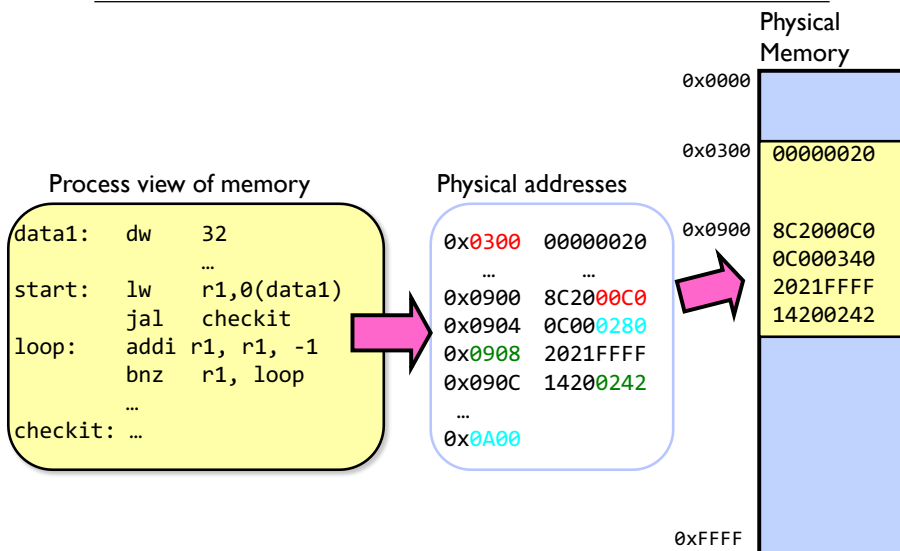 Physical
Memory
0x0000
0x0300 00000020
0x0900 8C2000C0
0C000340
2021FFFF
14200242
0xFFFF
Process view of memory
data1: dw 32
…
start: lw r1,0(data1)
jal checkit
loop: addi r1, r1, -1
bnz r1, loop
…
checkit: …
Physical addresses
0x0300 00000020
… …
0x0900 8C2000C0
0x0904 0C000280
0x0908 2021FFFF
0x090C 14200242
…
0x0A00